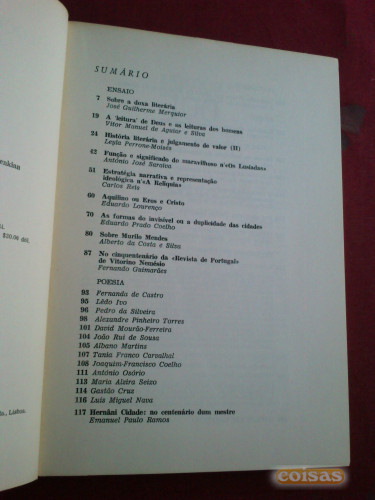 SUMÁRIO
ENSAIO
7 Sobre a doxa literária
José Guilherme Merquior
19 A 'leitura' de Deus e as leituras dos homens
Vítor Manuel de Aguiar e Silva
24 História literária e julgamento de valor (II)
Leyla Perrone-Moisés
42 Função e significado do maravilhoso n'«Os Lusíadas»
António José Saraiva
51 Estratégia narrativa e representação
ideológica n'«A Relíquia»
Carlos Reis
60 Aquilino ou Eros e Cristo
Eduardo Lourenço
70 As formas do invisível ou a duplicidade das cidades
Eduardo Prado Coelho
80 Sobre Murilo Mendes
Alberto da Costa e Silva
87 No cinquentenário da «Revista de Portugal»
de Vitorino Nemésio
Fernando Guimarães
POESIA
93 Fernanda de Castro
95 Lêdo Ivo
96 Pedro da Silveira
98 Alexandre Pinheiro Torres
101 David Mourão-Ferreira
104 João Rui de Sousa
105 Albano Martins
107 Tania Franco Carvalhal
108 Joaquim-Francisco Coelho
111 António Osório
113 Maria Alzira Seixo
114 Gastão Cruz
116 Luís Miguel Nava
117 Hernâni Cidade: no centenário dum mestre
Emanuel Paulo Ramos
Lisboa.
coisas